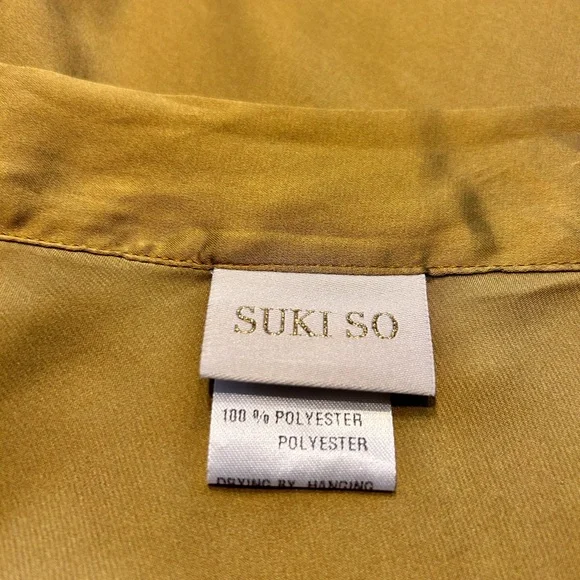 SUKI SO
100 % POLYESTER
POLYESTER
DRYING BY HANGING